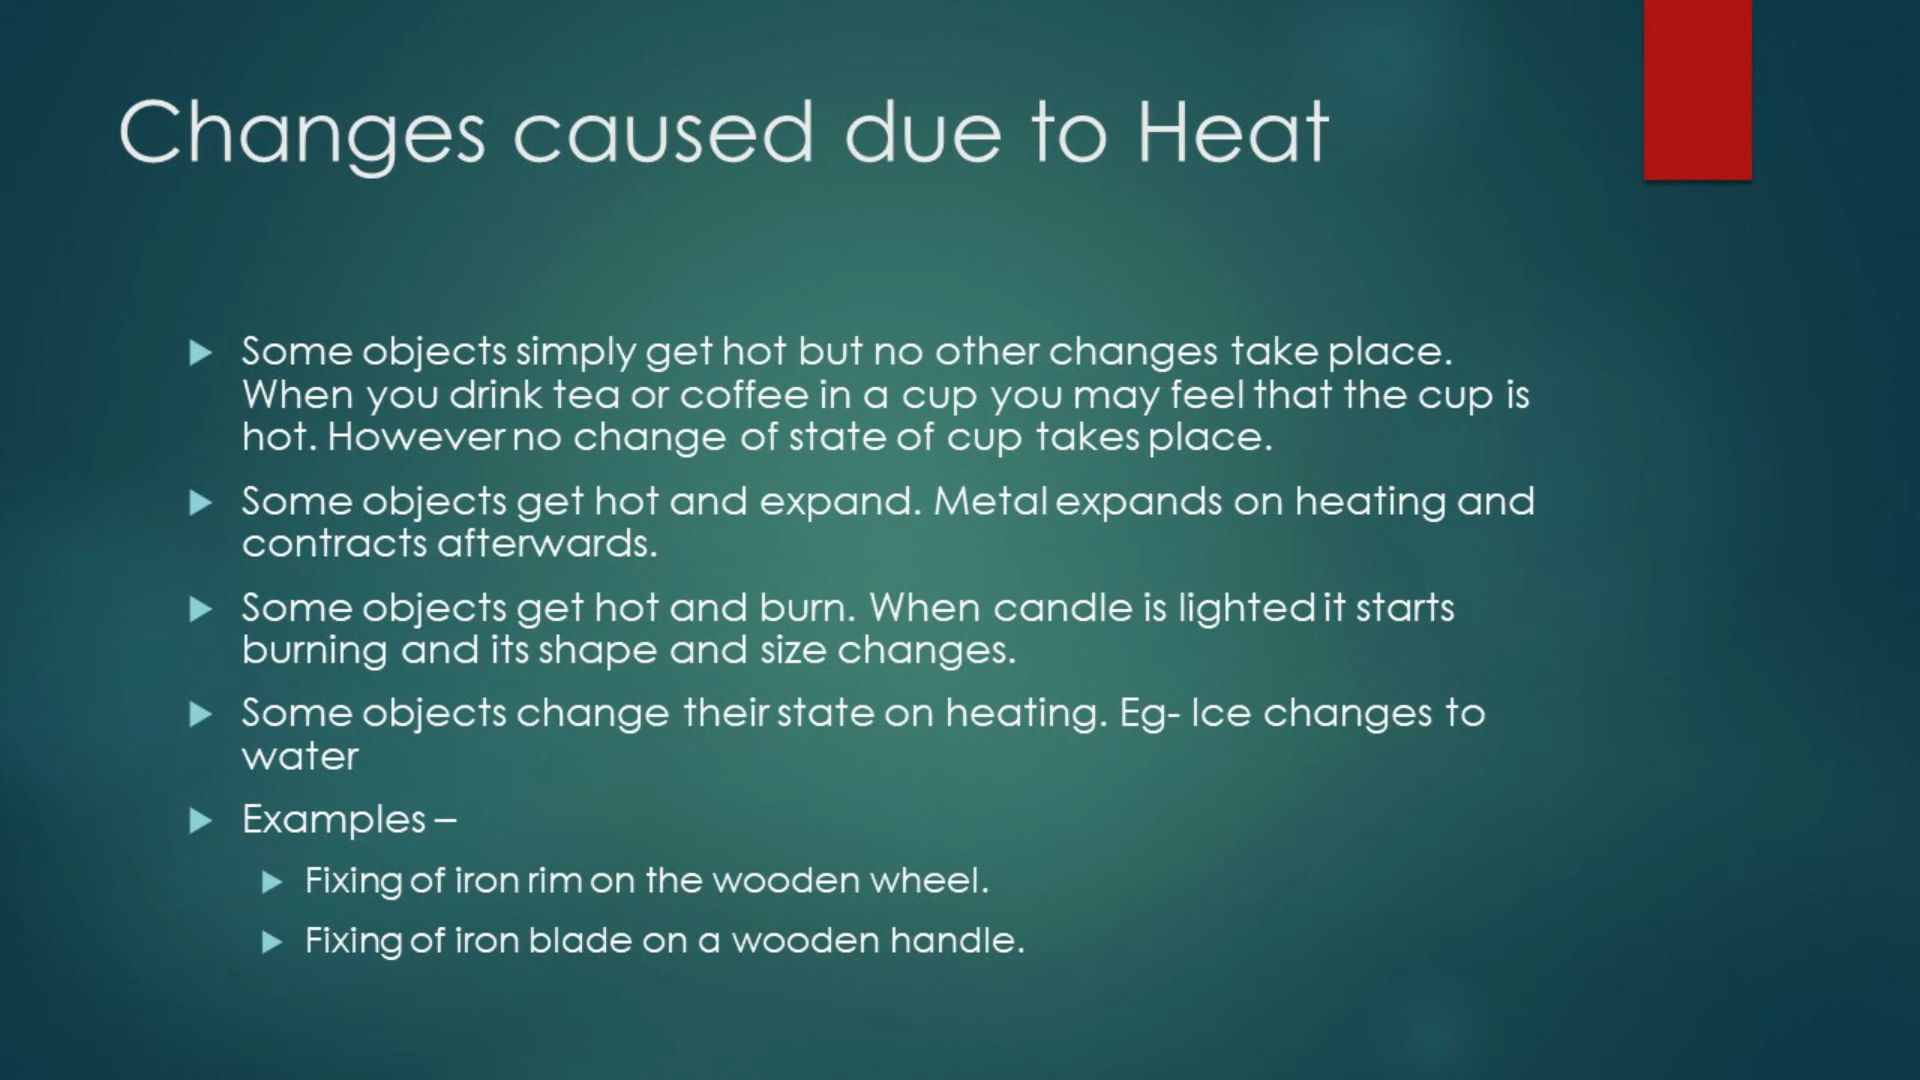 Changes caused due to Heat
Some objects simply get hot but no other changes take place.
When you drink tea or coffee in a cup you may feel that the cup is
hot. However no change of state of cup takes place.
Some objects get hot and expand. Metal expands on heating and
contracts afterwards.
Some objects get hot and burn. When candle is lighted it starts
burning and its shape and size changes.
Some objects change their state on heating. Eg- Ice changes to
water
Examples –
Fixing of iron rim on the wooden wheel.
Fixing of iron blade on a wooden handle.